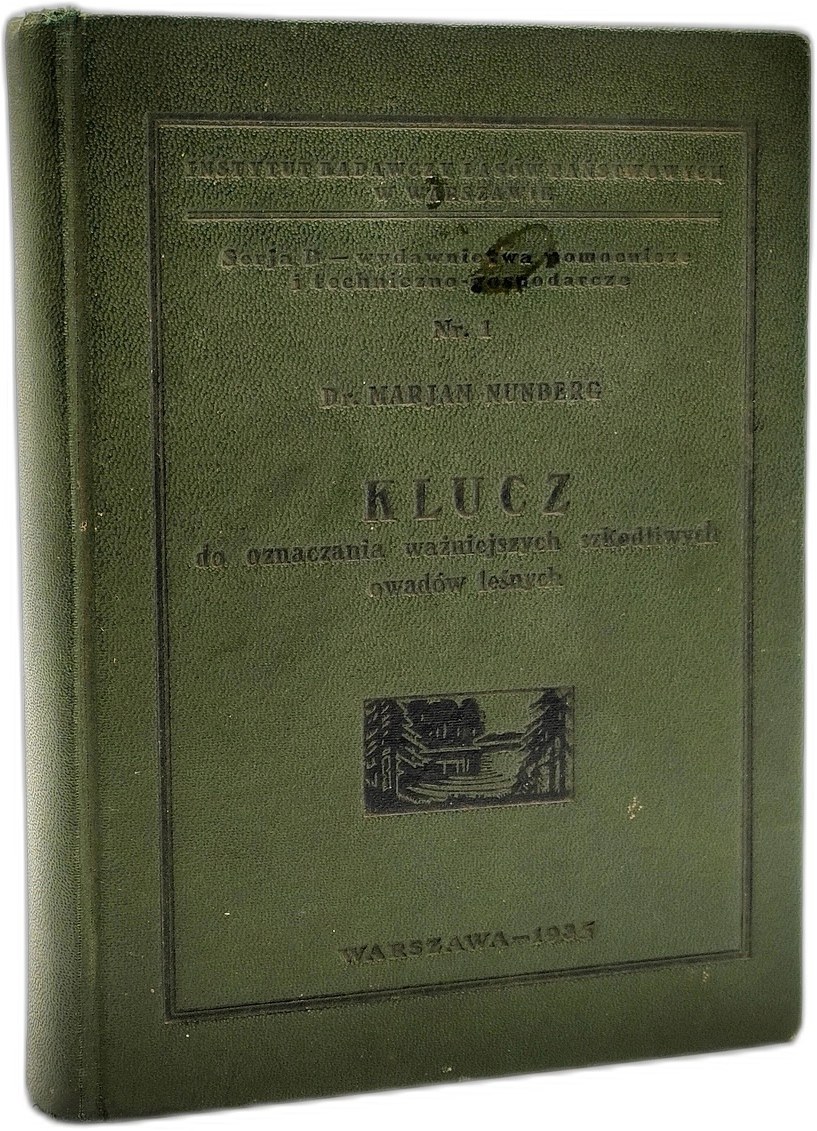 INSTYTUT BADAWCZY LASÓW PAŃSTWOWYCH
W WARSZAWIE
Serja B — wydawnictwa pomocnicze
i techniczno-gospodarcze
Nr. 1
Dr. MARJAN NUNBERG
KLUCZ
do oznaczania ważniejszych szkodliwych
owadów leśnych
WARSZAWA—1935